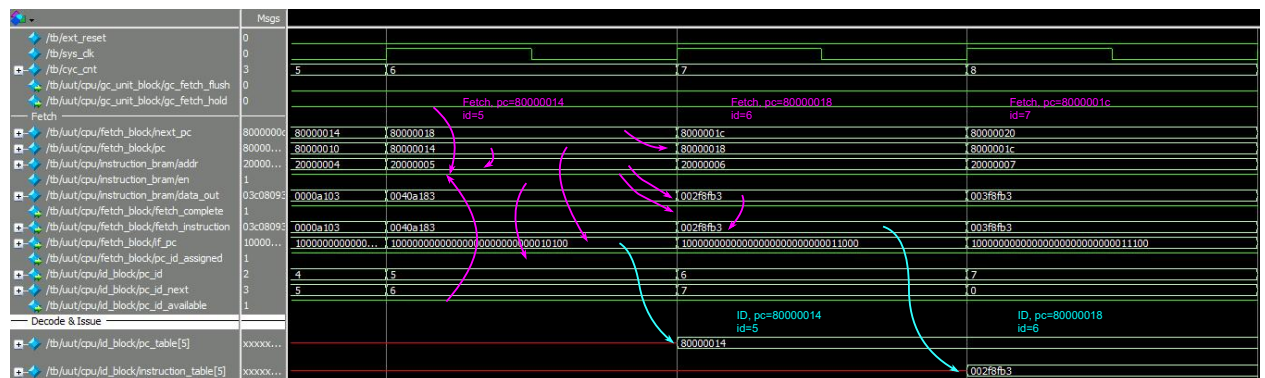 Msgs
/tb/ext_reset 0
/tb/sys_clk 0
/tb/cyc_cnt 3 5 6 7 8
/tb/uut/cpu/gc_unit_block/gc_fetch_flush 0
/tb/uut/cpu/gc_unit_block/gc_fetch_hold 0
Fetch, pc=80000014 Fetch, pc=80000018 Fetch, pc=8000001c
id=5 id=6 id=7
Fetch
/tb/uut/cpu/fetch_block/next_pc 8000000c 80000014 80000018 8000001c 80000020
/tb/uut/cpu/fetch_block/pc 80000... 80000010 80000014 80000018 8000001c
/tb/uut/cpu/instruction_bram/addr 20000... 20000004 20000005 20000006 20000007
/tb/uut/cpu/instruction_bram/en 1
/tb/uut/cpu/instruction_bram/data_out 03c08093 0000a103 0040a183 002f8fb3 003f8fb3
/tb/uut/cpu/fetch_block/fetch_complete 1
/tb/uut/cpu/fetch_block/fetch_instruction 03c08093 0000a103 0040a183 002f8fb3 003f8fb3
/tb/uut/cpu/fetch_block/if_pc 10000... 1000000000000... 10000000000000000000000000010100 10000000000000000000000000011000 10000000000000000000000000011100
/tb/uut/cpu/fetch_block/pc_id_assigned 1
/tb/uut/cpu/id_block/pc_id 2 4 5 6 7
/tb/uut/cpu/id_block/pc_id_next 3 5 6 7 0
/tb/uut/cpu/id_block/pc_id_available 1
Decode & Issue
ID, pc=80000014 ID, pc=80000018
id=5 id=6
/tb/uut/cpu/id_block/pc_table[5] xxxxx... 80000014
/tb/uut/cpu/id_block/instruction_table[5] xxxxx... 002f8fb3